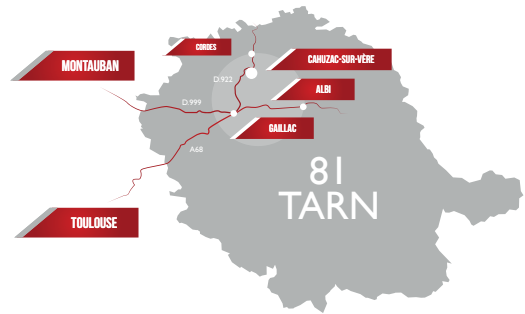 CORDES
MONTAUBAN
CAHUZAC-SUR-VÈRE
D.922
ALBI
D.999
GAILLAC
A68
81
TARN
TOULOUSE